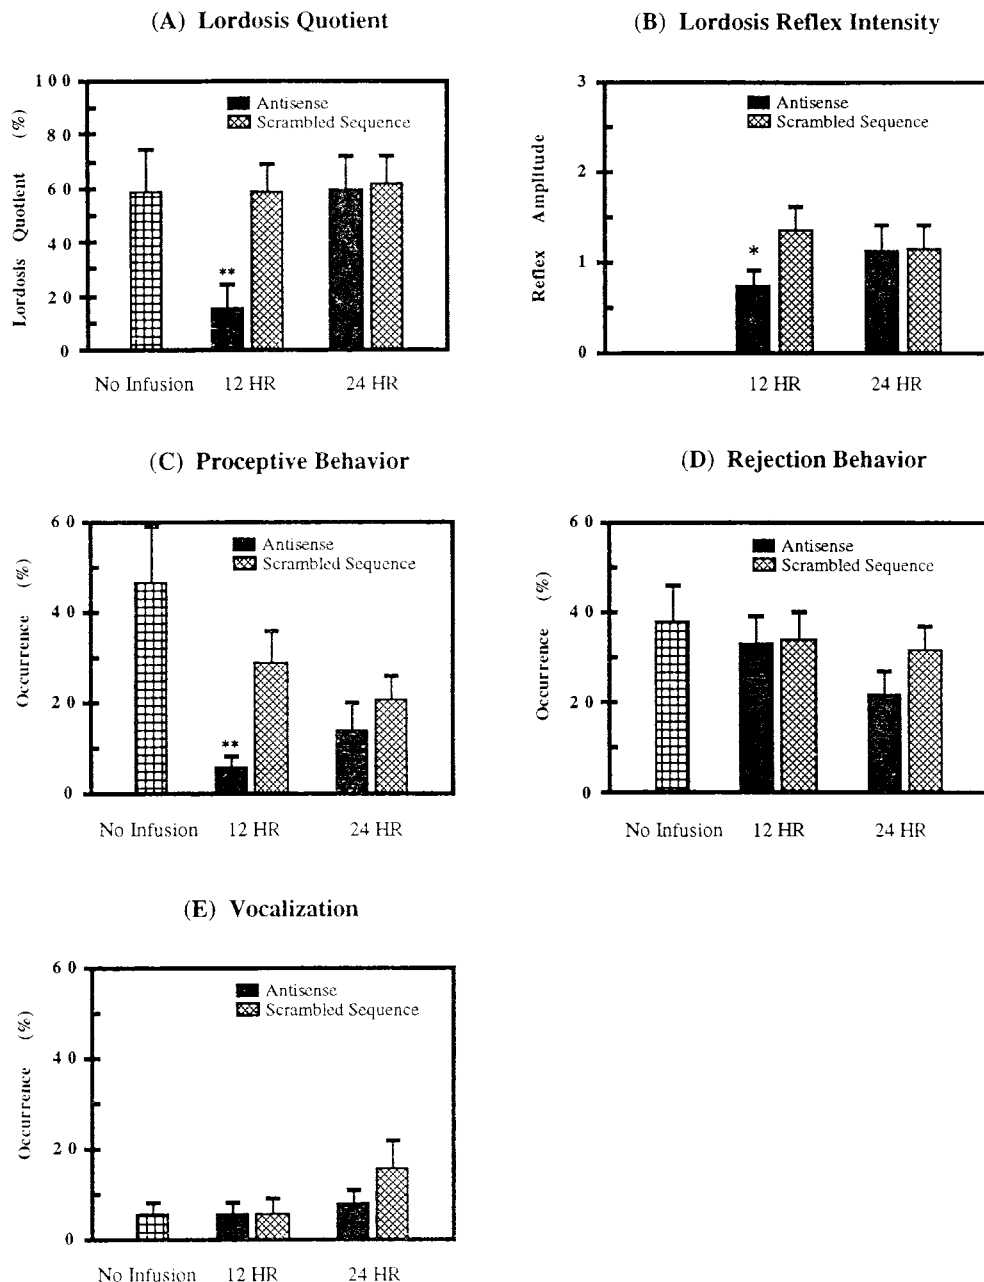 (A) Lordosis Quotient
Lordosis Quotient (%)
100
80
60
40
20
0
Antisense
Scrambled Sequence
**
No Infusion 12 HR 24 HR
(B) Lordosis Reflex Intensity
Reflex Amplitude
3
2
1
0
Antisense
Scrambled Sequence
*
12 HR 24 HR
(C) Proceptive Behavior
Occurrence (%)
60
40
20
0
Antisense
Scrambled Sequence
**
No Infusion 12 HR 24 HR
(D) Rejection Behavior
Occurrence (%)
60
40
20
0
Antisense
Scrambled Sequence
No Infusion 12 HR 24 HR
(E) Vocalization
Occurrence (%)
60
40
20
0
Antisense
Scrambled Sequence
No Infusion 12 HR 24 HR